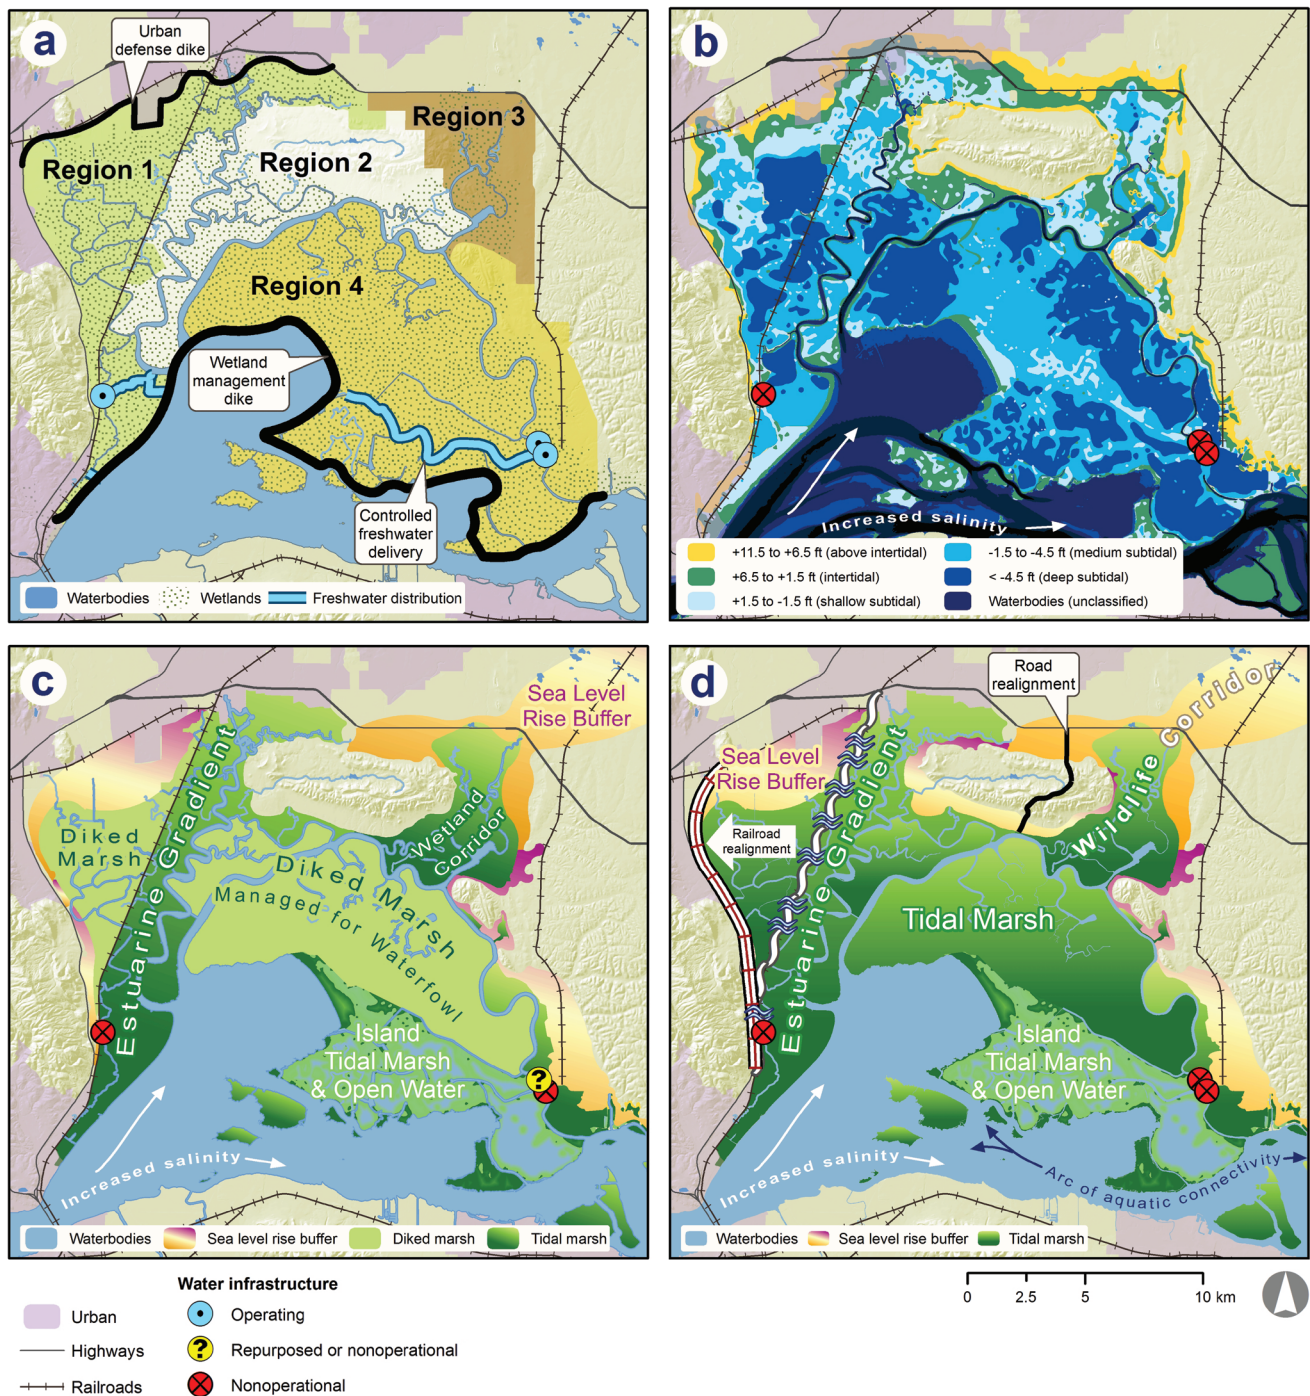 a
Urban
defense dike
Region 1
Region 2
Region 3
Region 4
Wetland
management
dike
Controlled
freshwater
delivery
Waterbodies
Wetlands
Freshwater distribution
b
Increased salinity
+11.5 to +6.5 ft (above intertidal)
+6.5 to +1.5 ft (intertidal)
+1.5 to -1.5 ft (shallow subtidal)
-1.5 to -4.5 ft (medium subtidal)
< -4.5 ft (deep subtidal)
Waterbodies (unclassified)
c
Sea Level
Rise Buffer
Diked
Marsh
Estuarine Gradient
Wetland
Corridor
Diked Marsh
Managed for Waterfowl
Island
Tidal Marsh
& Open Water
?
Increased salinity
Waterbodies
Sea level rise buffer
Diked marsh
Tidal marsh
d
Road
realignment
Wildlife Corridor
Sea Level
Rise Buffer
Railroad
realignment
Estuarine Gradient
Tidal Marsh
Island
Tidal Marsh
& Open Water
Increased salinity
Arc of aquatic connectivity
Waterbodies
Sea level rise buffer
Tidal marsh
Urban
Highways
Railroads
Water infrastructure
Operating
? Repurposed or nonoperational
Nonoperational
0 2.5 5 10 km